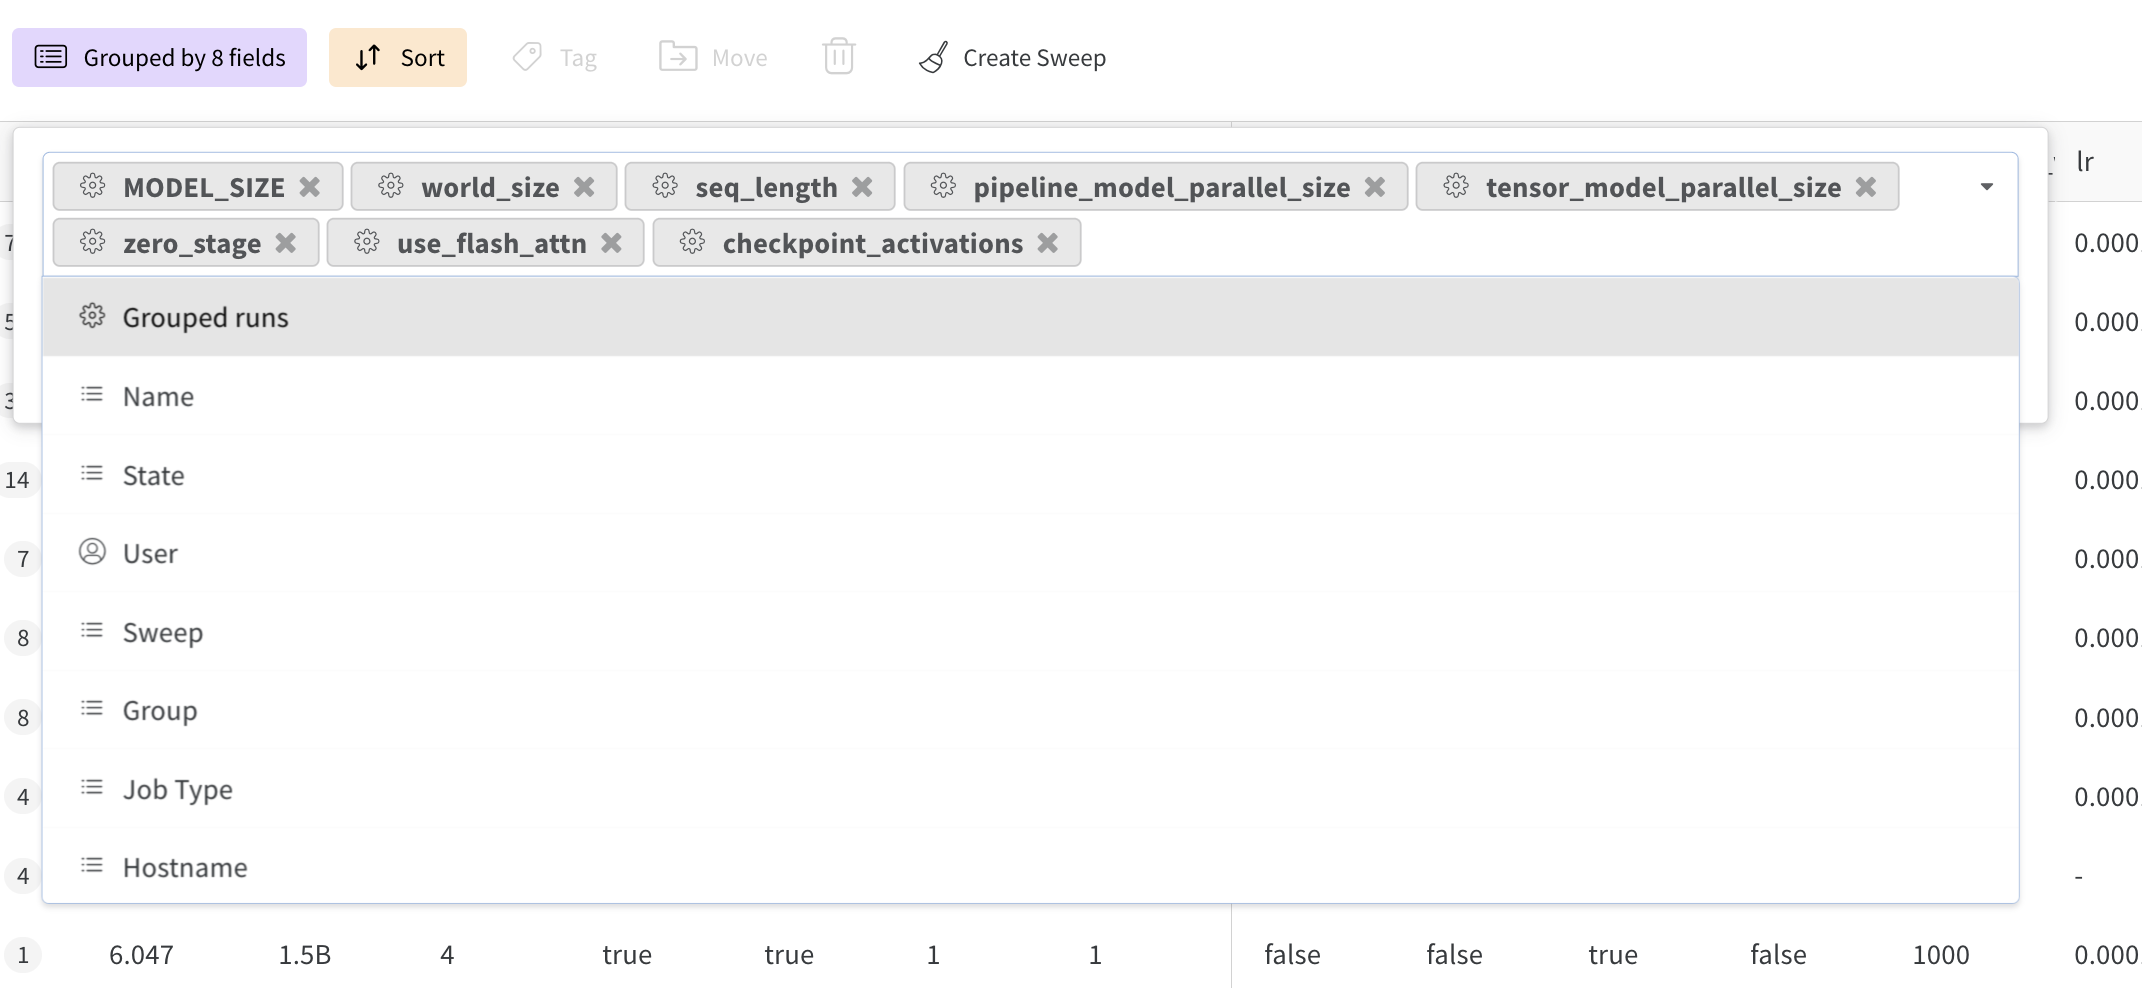 Grouped by 8 fields Sort Tag Move Create Sweep
lr
MODEL_SIZE world_size seq_length pipeline_model_parallel_size tensor_model_parallel_size
zero_stage use_flash_attn checkpoint_activations
0.000
Grouped runs
0.000
Name
0.000
State
14 0.000
User
7 0.000
Sweep
8 0.000
Group
8 0.000
Job Type
4 0.000
Hostname
4 -
1 6.047 1.5B 4 true true 1 1 false false true false 1000 0.000